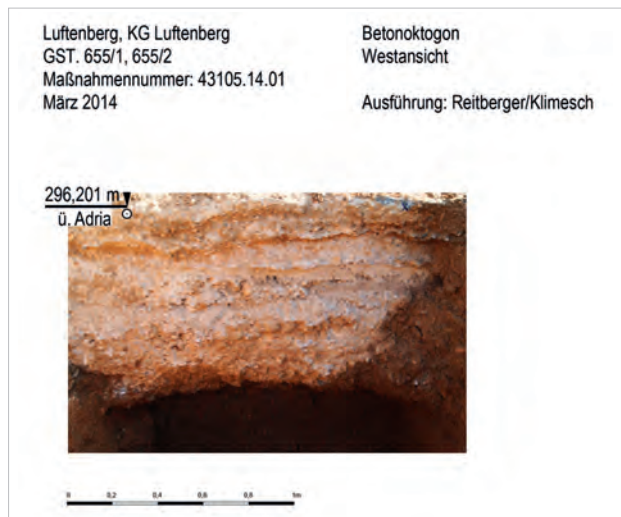 Luftenberg, KG Luftenberg
GST. 655/1, 655/2
Maßnahmennummer: 43105.14.01
März 2014
Betonoktogon
Westansicht
Ausführung: Reitberger/Klimesch
296,201 m
ü. Adria
0 0,2 0,4 0,6 0,8 1m